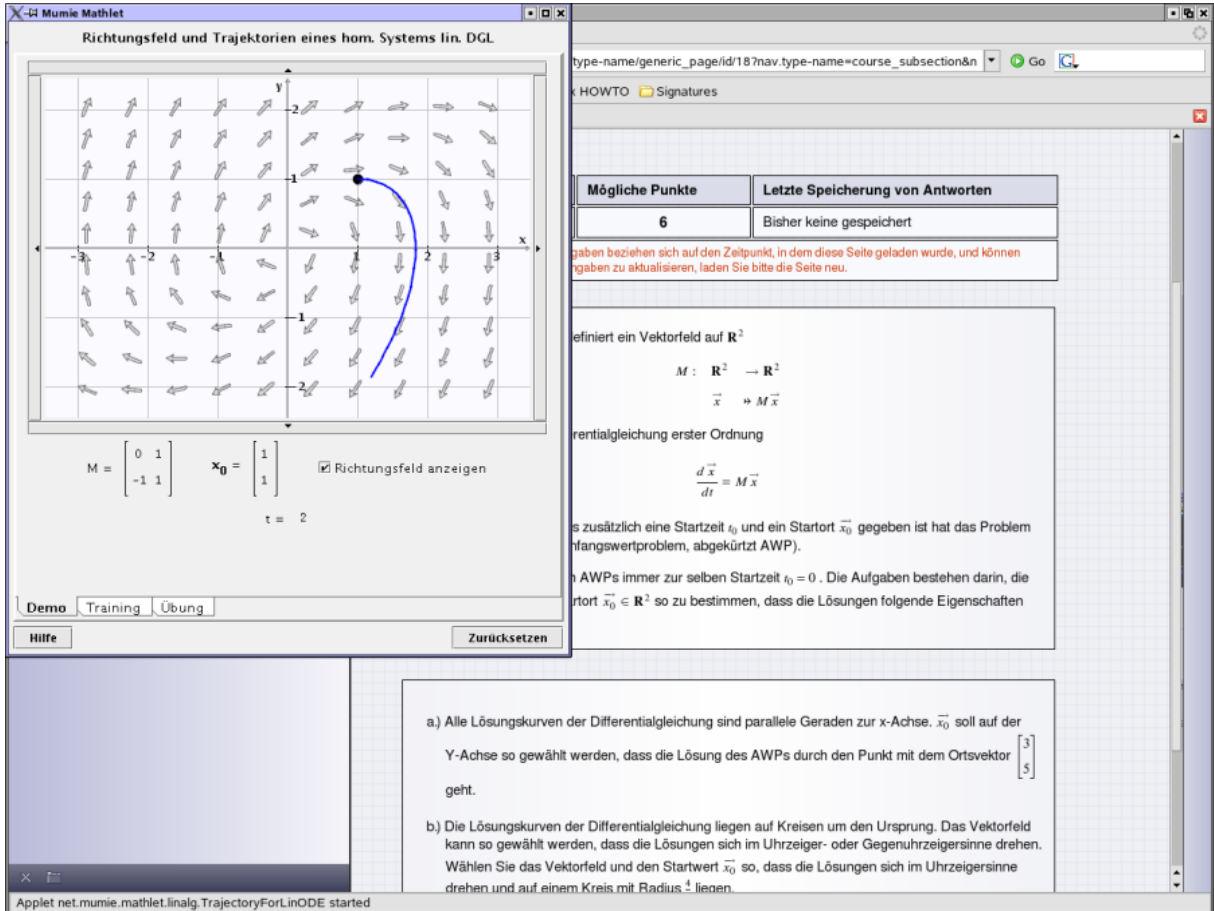 Mumie Mathlet
Richtungsfeld und Trajektorien eines hom. Systems lin. DGL
y
2
1
x
-3 -2 -1 1 2 3
-1
-2
M = [ 0 1 -1 1 ] x0 = [ 1 1 ] Richtungsfeld anzeigen
t = 2
Demo Training Übung
Hilfe Zurücksetzen
type-name/generic_page/id/18?nav.type-name=course_subsection&n Go G
HOWTO Signatures
Mögliche Punkte Letzte Speicherung von Antworten
6 Bisher keine gespeichert
gaben beziehen sich auf den Zeitpunkt, in dem diese Seite geladen wurde, und können
ngaben zu aktualisieren, laden Sie bitte die Seite neu.
efiniert ein Vektorfeld auf R²
M : R² → R²
x⃗ ↦ M x⃗
rentialgleichung erster Ordnung
d x⃗ / dt = M x⃗
s zusätzlich eine Startzeit t0 und ein Startort x0 gegeben ist hat das Problem
nfangswertproblem, abgekürtzt AWP).
n AWPs immer zur selben Startzeit t0 = 0 . Die Aufgaben bestehen darin, die
rtort x0 ∈ R² so zu bestimmen, dass die Lösungen folgende Eigenschaften
a.) Alle Lösungskurven der Differentialgleichung sind parallele Geraden zur x-Achse. x0 soll auf der
Y-Achse so gewählt werden, dass die Lösung des AWPs durch den Punkt mit dem Ortsvektor [ 3 5 ]
geht.
b.) Die Lösungskurven der Differentialgleichung liegen auf Kreisen um den Ursprung. Das Vektorfeld
kann so gewählt werden, dass die Lösungen sich im Uhrzeiger- oder Gegenuhrzeigersinne drehen.
Wählen Sie das Vektorfeld und den Startwert x0 so, dass die Lösungen sich im Uhrzeigersinne
drehen und auf einem Kreis mit Radius 4 liegen.
Applet net.mumie.mathlet.linalg.TrajectoryForLinODE started